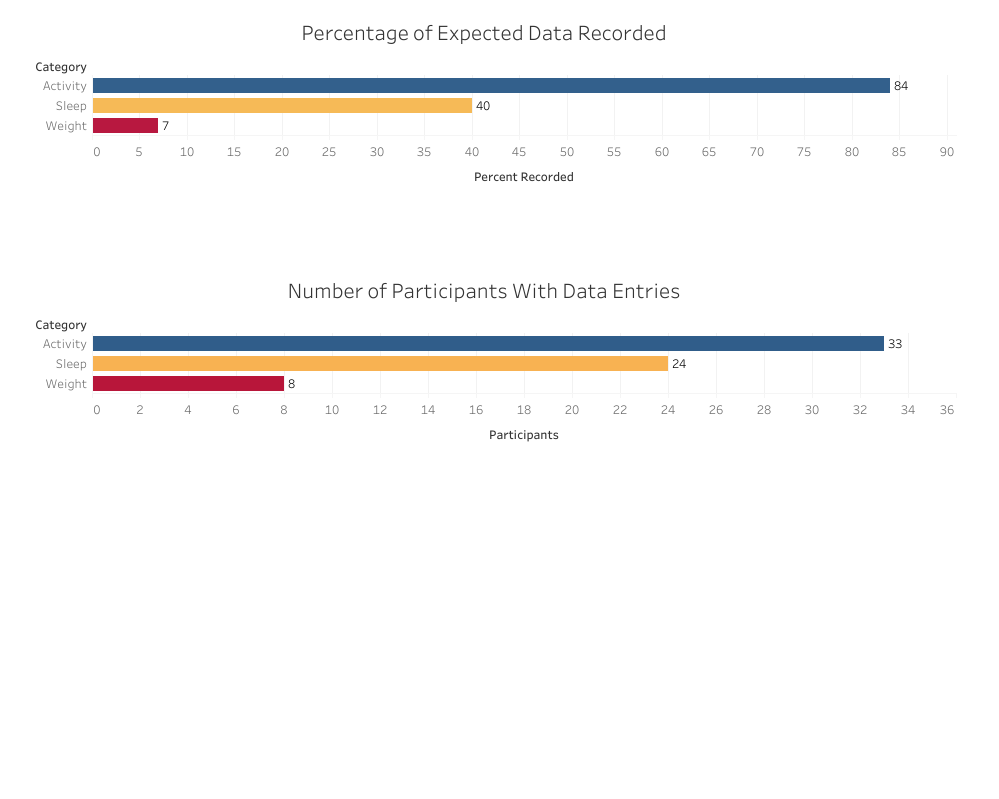 Percentage of Expected Data Recorded
Category
Activity 84
Sleep 40
Weight 7
0 5 10 15 20 25 30 35 40 45 50 55 60 65 70 75 80 85 90
Percent Recorded
Number of Participants With Data Entries
Category
Activity 33
Sleep 24
Weight 8
0 2 4 6 8 10 12 14 16 18 20 22 24 26 28 30 32 34 36
Participants